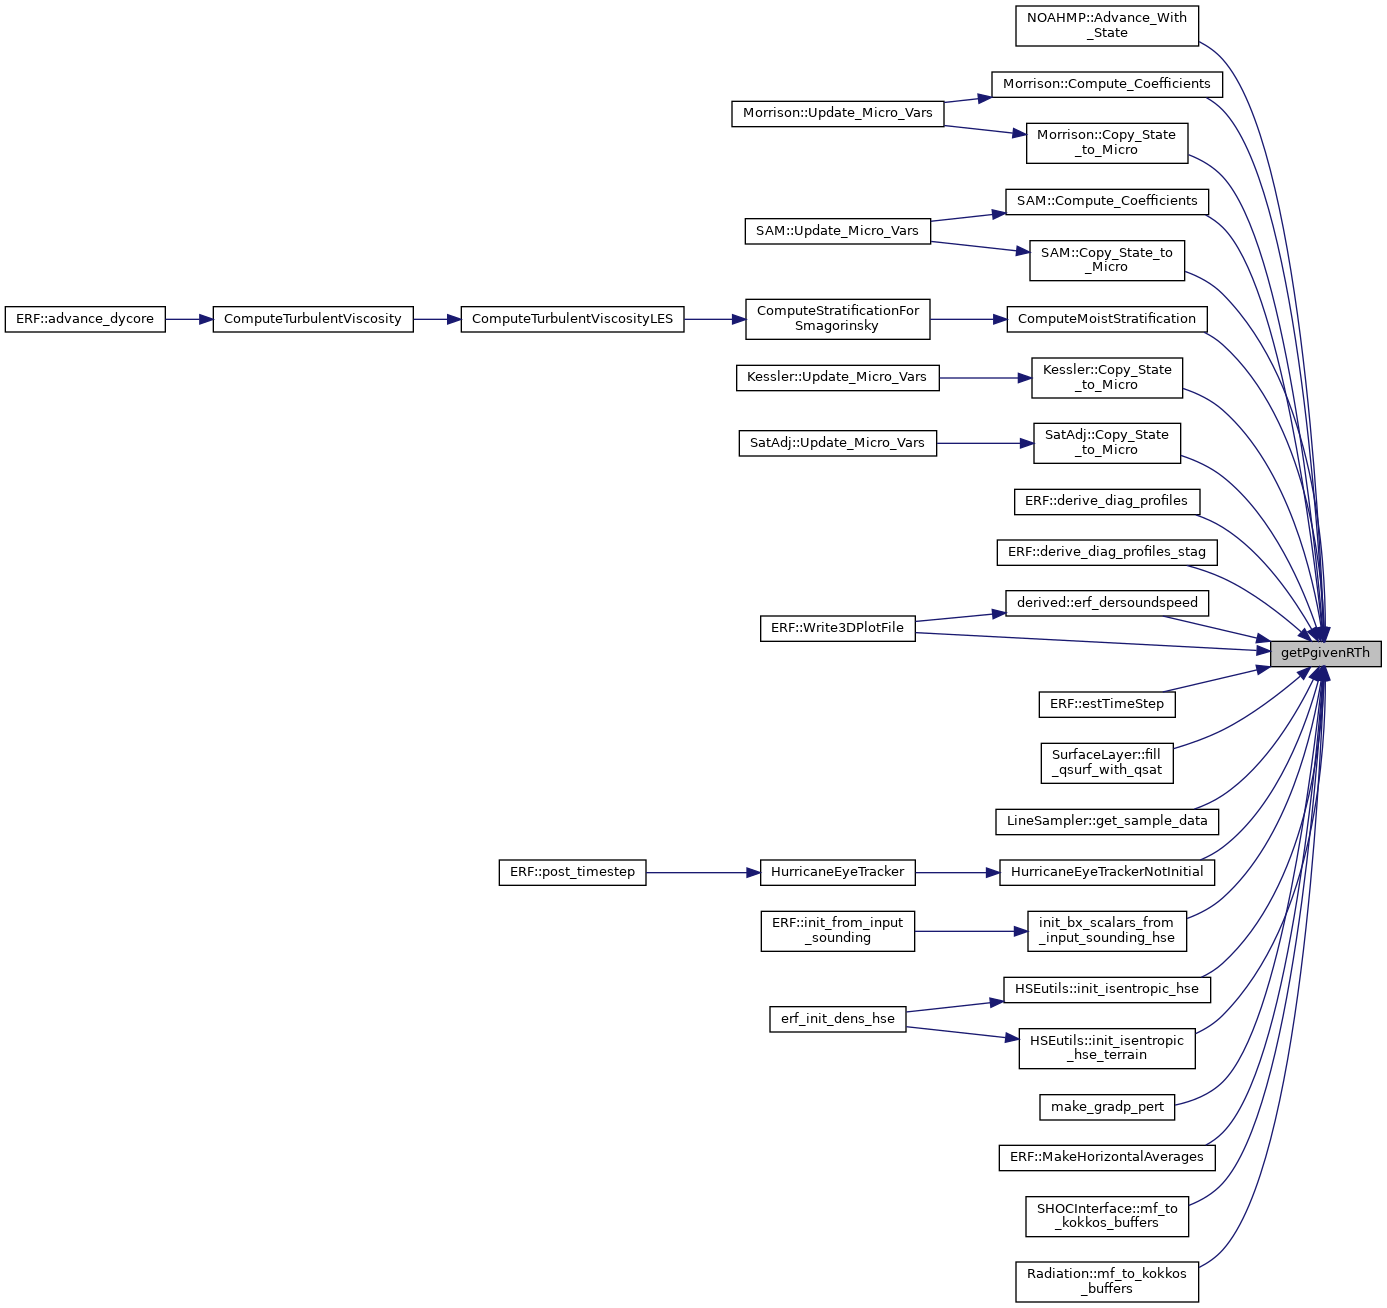 NOAHMP::Advance_With
_State
Morrison::Compute_Coefficients
Morrison::Update_Micro_Vars
Morrison::Copy_State
_to_Micro
SAM::Compute_Coefficients
SAM::Update_Micro_Vars
SAM::Copy_State_to
_Micro
ERF::advance_dycore
ComputeTurbulentViscosity
ComputeTurbulentViscosityLES
ComputeStratificationFor
Smagorinsky
ComputeMoistStratification
Kessler::Update_Micro_Vars
Kessler::Copy_State
_to_Micro
SatAdj::Update_Micro_Vars
SatAdj::Copy_State
_to_Micro
ERF::derive_diag_profiles
ERF::derive_diag_profiles_stag
derived::erf_dersoundspeed
ERF::Write3DPlotFile
getPgivenRTh
ERF::estTimeStep
SurfaceLayer::fill
_qsurf_with_qsat
LineSampler::get_sample_data
ERF::post_timestep
HurricaneEyeTracker
HurricaneEyeTrackerNotInitial
ERF::init_from_input
_sounding
init_bx_scalars_from
_input_sounding_hse
HSEutils::init_isentropic_hse
erf_init_dens_hse
HSEutils::init_isentropic
_hse_terrain
make_gradp_pert
ERF::MakeHorizontalAverages
SHOCInterface::mf_to
_kokkos_buffers
Radiation::mf_to_kokkos
_buffers